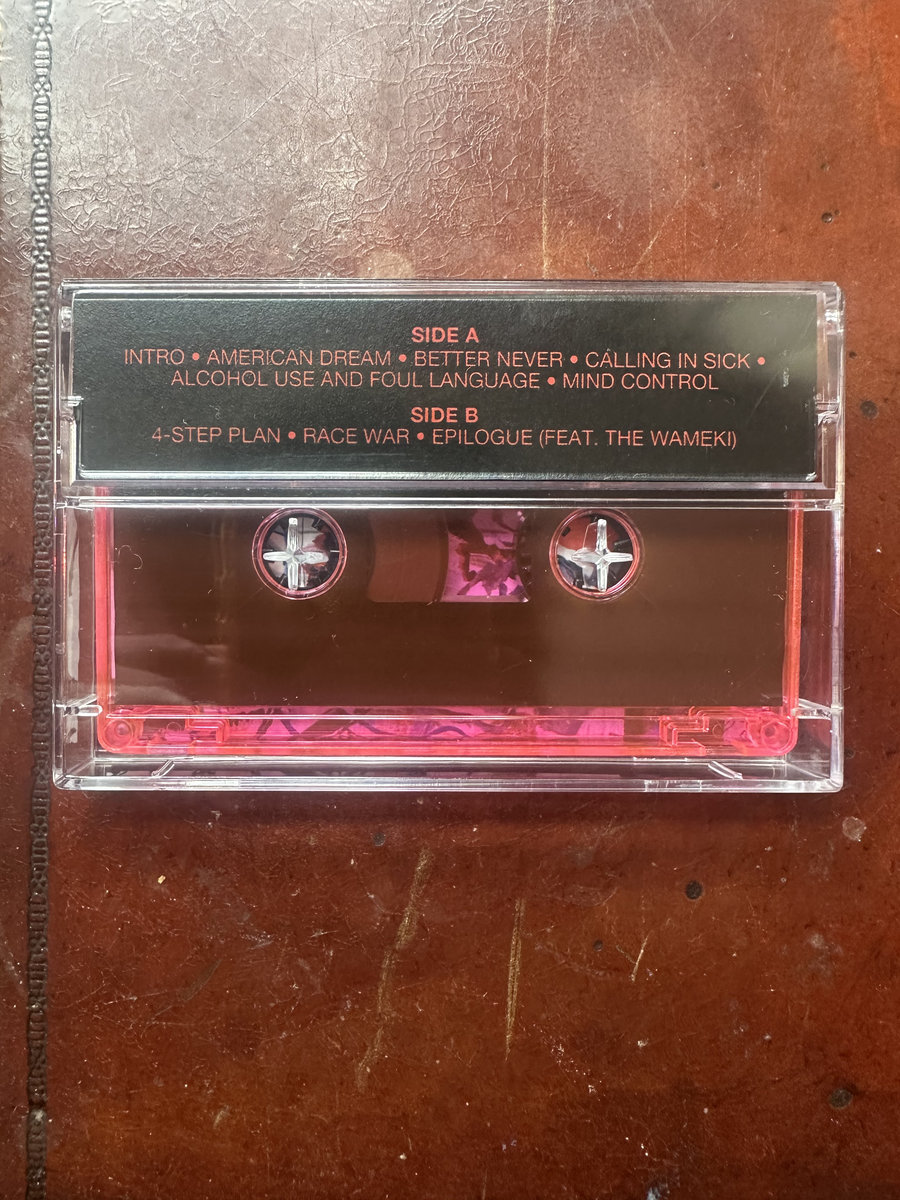 SIDE A
INTRO • AMERICAN DREAM • BETTER NEVER • CALLING IN SICK •
ALCOHOL USE AND FOUL LANGUAGE • MIND CONTROL
SIDE B
4-STEP PLAN • RACE WAR • EPILOGUE (FEAT. THE WAMEKI)